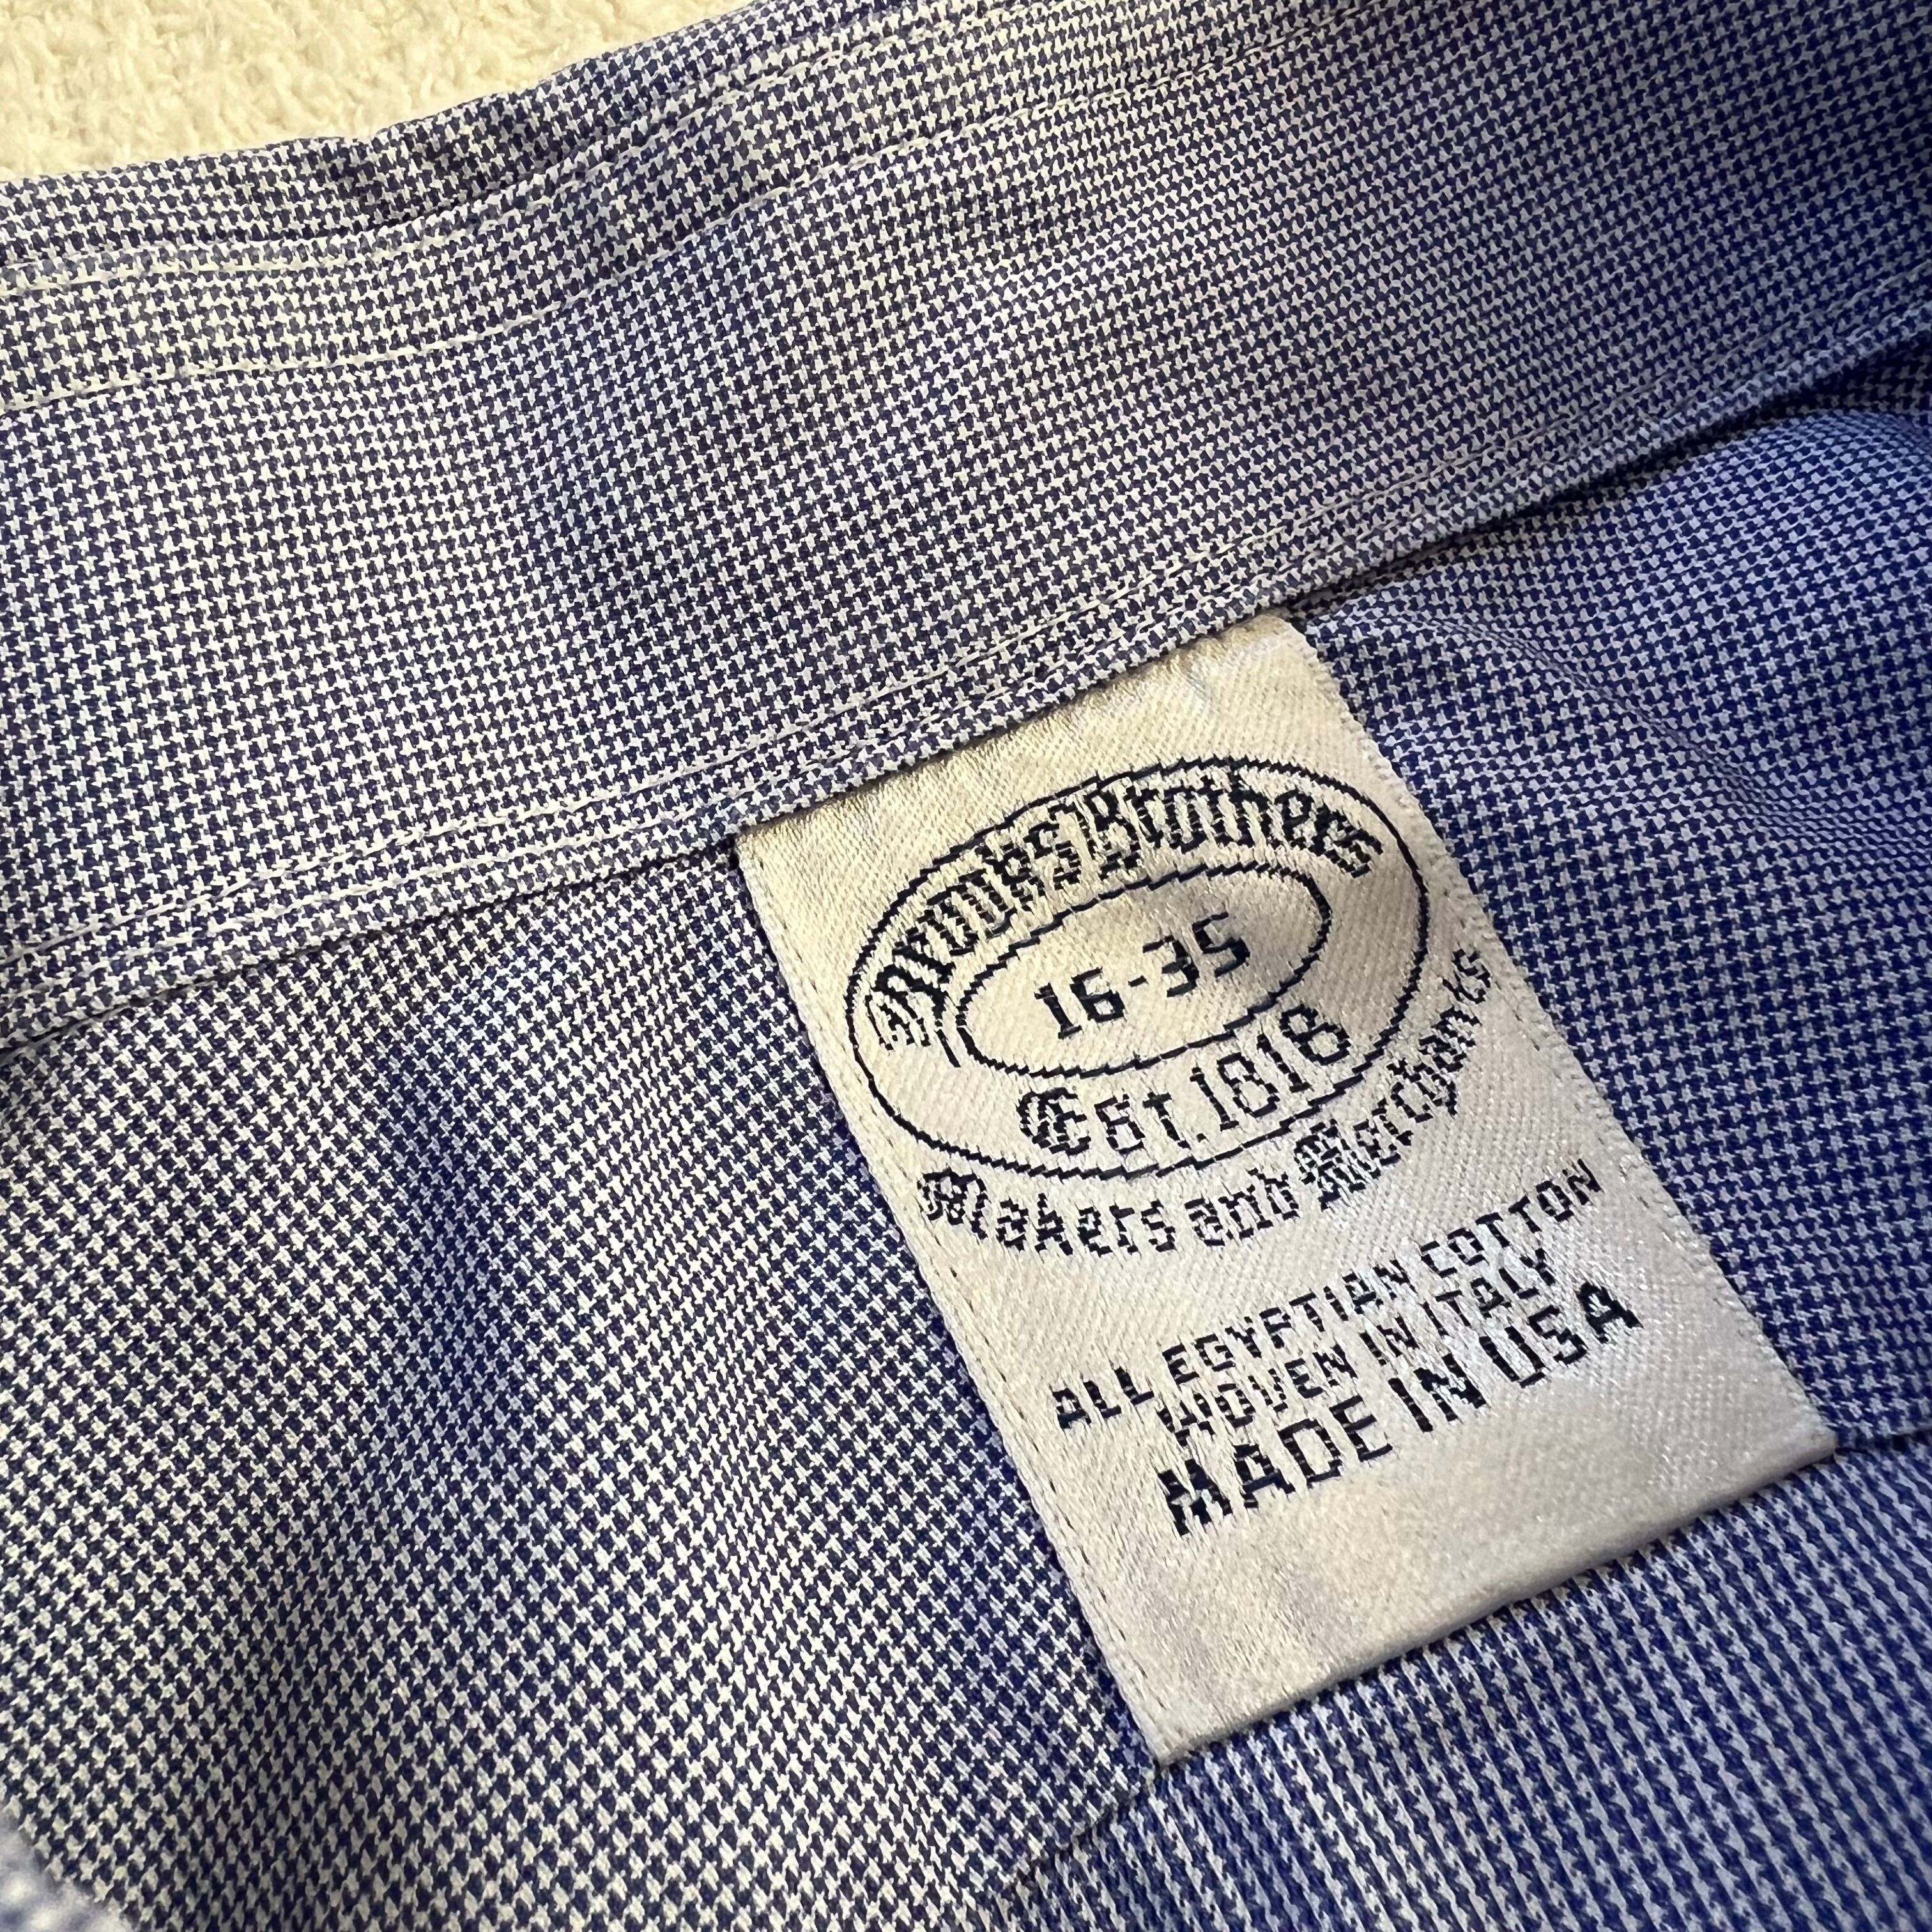 Brooks Brothers
16-35
Est. 1818
Makers and Merchants
ALL EGYPTIAN COTTON
WOVEN IN ITALY
MADE IN USA